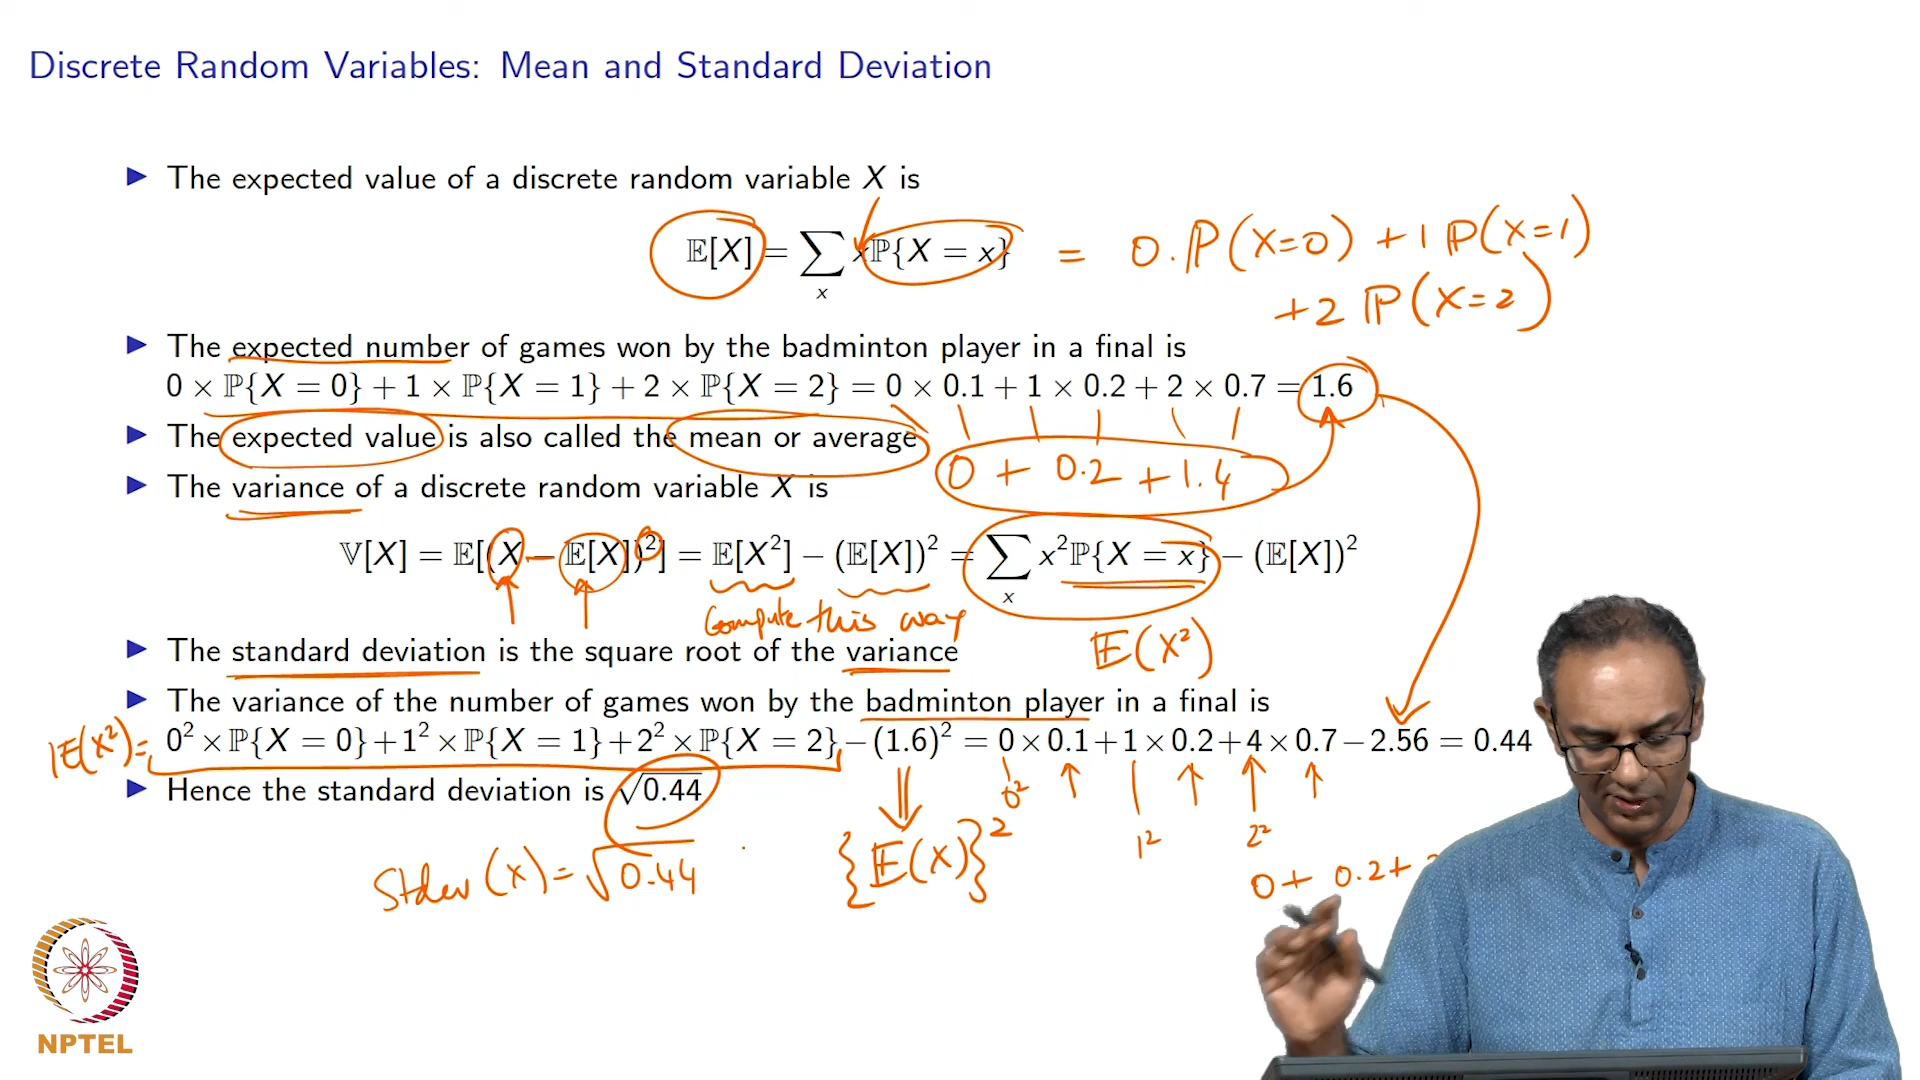 Discrete Random Variables: Mean and Standard Deviation
▶ The expected value of a discrete random variable X is
𝔼[X] = ∑ₓ xℙ{X = x} = 0.ℙ(X=0) + 1 ℙ(X=1)
+2 ℙ(X=2)
▶ The expected number of games won by the badminton player in a final is
0 × ℙ{X = 0} + 1 × ℙ{X = 1} + 2 × ℙ{X = 2} = 0 × 0.1 + 1 × 0.2 + 2 × 0.7 = 1.6
▶ The expected value is also called the mean or average
0 + 0.2 + 1.4
▶ The variance of a discrete random variable X is
𝕍[X] = 𝔼[(X − 𝔼[X])²] = 𝔼[X²] − (𝔼[X])² = ∑ₓ x²ℙ{X = x} − (𝔼[X])²
Compute this way
𝔼(X²)
▶ The standard deviation is the square root of the variance
▶ The variance of the number of games won by the badminton player in a final is
𝔼(X²)= 0² × ℙ{X = 0} + 1² × ℙ{X = 1} + 2² × ℙ{X = 2} − (1.6)² = 0 × 0.1 + 1 × 0.2 + 4 × 0.7 − 2.56 = 0.44
▶ Hence the standard deviation is √0.44
0² 1² 2²
Stdev (X) = √0.44 {𝔼(X)}² 0 + 0.2 +
NPTEL